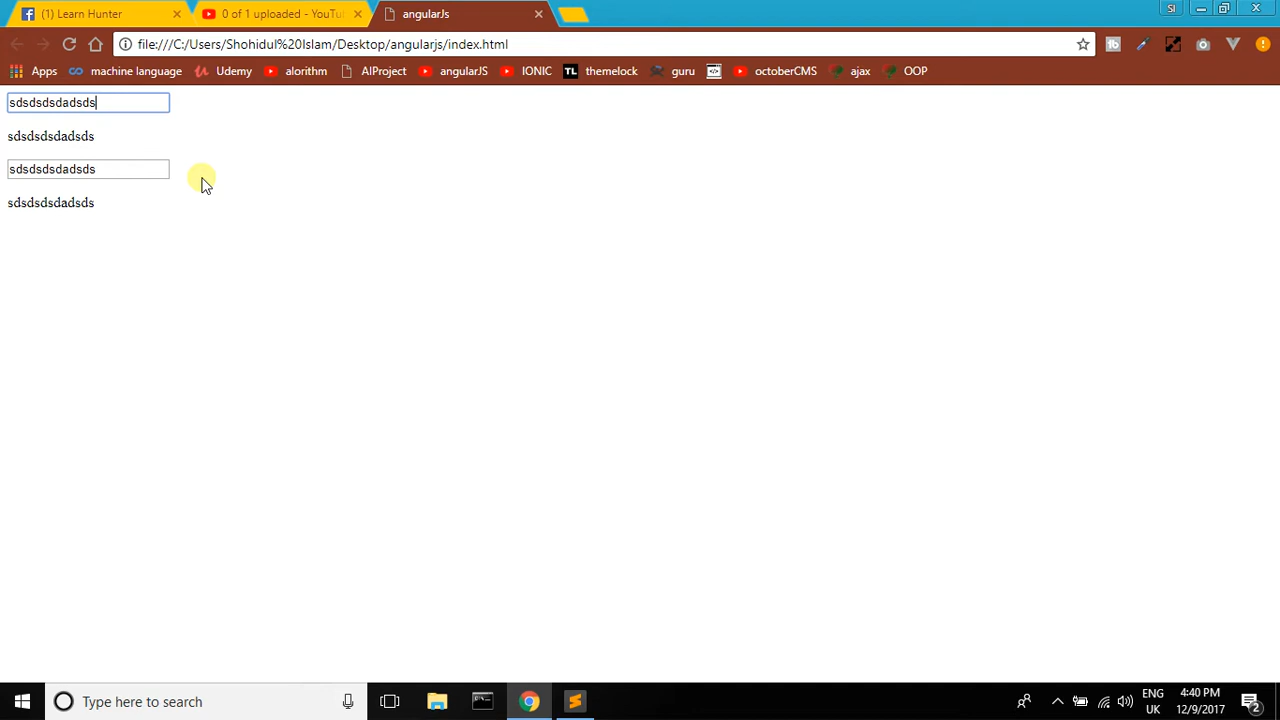 (1) Learn Hunter
0 of 1 uploaded - YouTu
angularJs
SI
file:///C:/Users/Shohidul%20Islam/Desktop/angularjs/index.html
Apps machine language Udemy alorithm AIProject angularJS IONIC TL themelock guru octoberCMS ajax OOP
sdsdsdsdadsds
sdsdsdsdadsds
sdsdsdsdadsds
sdsdsdsdadsds
Type here to search
ENG 4:40 PM
UK 12/9/2017 2